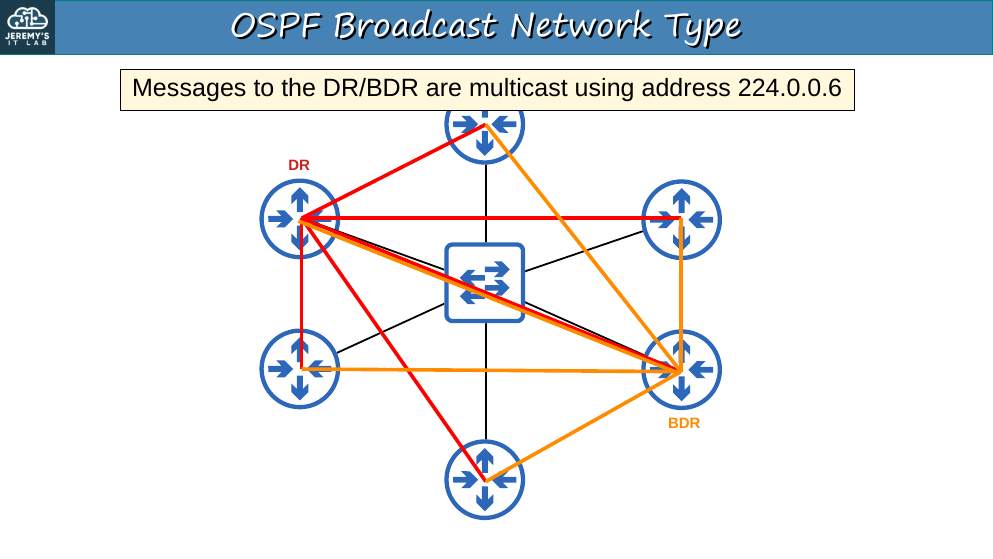 JEREMY'S
IT LAB
OSPF Broadcast Network Type
Messages to the DR/BDR are multicast using address 224.0.0.6
DR
BDR